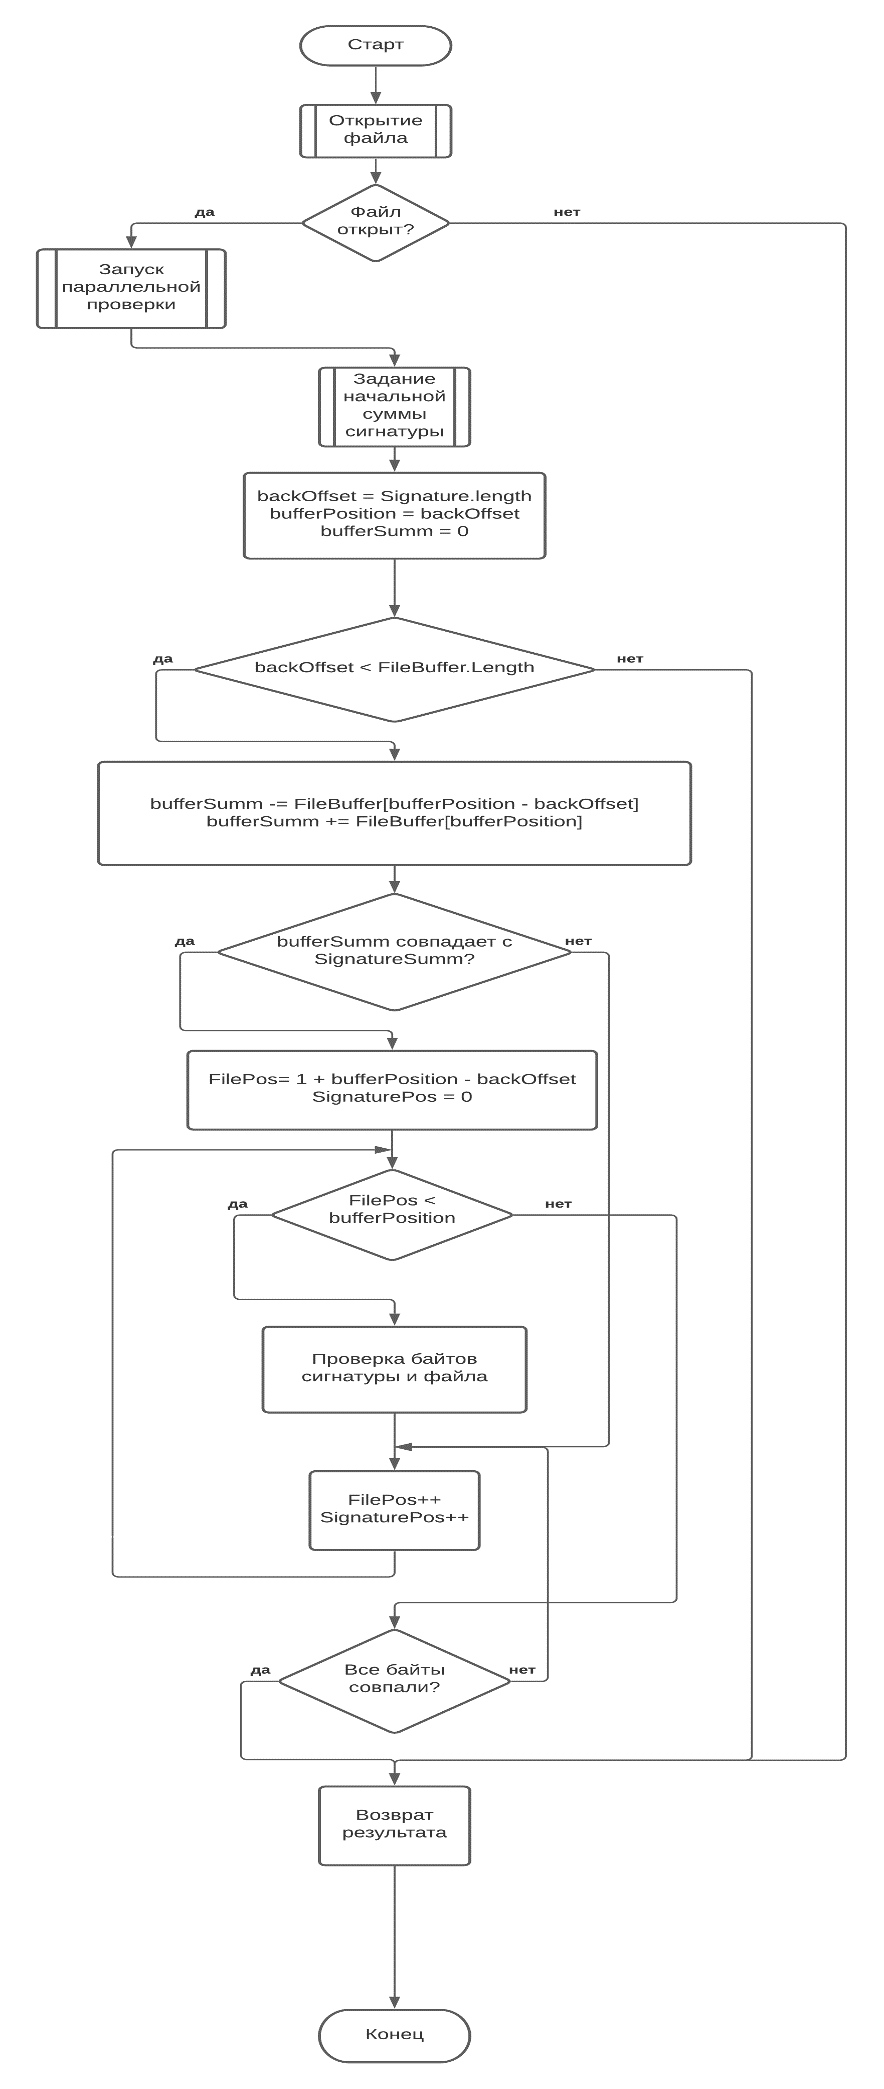 Старт
Открытие
файла
Файл
открыт?
да
нет
Запуск
параллельной
проверки
Задание
начальной
суммы
сигнатуры
backOffset = Signature.length
bufferPosition = backOffset
bufferSumm = 0
backOffset < FileBuffer.Length
да
нет
bufferSumm -= FileBuffer[bufferPosition - backOffset]
bufferSumm += FileBuffer[bufferPosition]
bufferSumm совпадает с
SignatureSumm?
да
нет
FilePos= 1 + bufferPosition - backOffset
SignaturePos = 0
FilePos <
bufferPosition
да
нет
Проверка байтов
сигнатуры и файла
FilePos++
SignaturePos++
Все байты
совпали?
да
нет
Возврат
результата
Конец